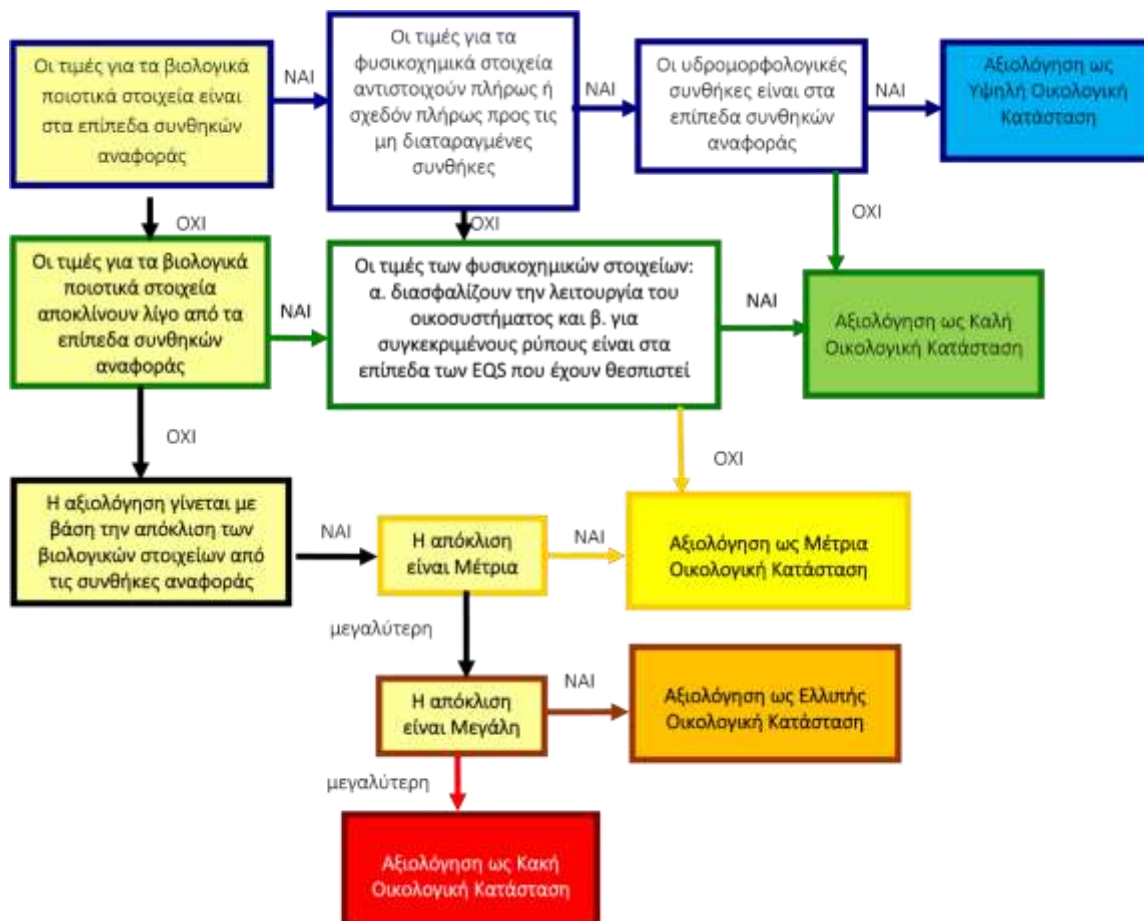 Οι τιμές για τα βιολογικά
ποιοτικά στοιχεία είναι
στα επίπεδα συνθηκών
αναφοράς
ΝΑΙ
Οι τιμές για τα
φυσικοχημικά στοιχεία
αντιστοιχούν πλήρως ή
σχεδόν πλήρως προς τις
μη διαταραγμένες
συνθήκες
ΝΑΙ
Οι υδρομορφολογικές
συνθήκες είναι στα
επίπεδα συνθηκών
αναφοράς
ΝΑΙ
Αξιολόγηση ως
Υψηλή Οικολογική
Κατάσταση
ΟΧΙ
ΟΧΙ
ΟΧΙ
Οι τιμές για τα βιολογικά
ποιοτικά στοιχεία
αποκλίνουν λίγο από τα
επίπεδα συνθηκών
αναφοράς
ΝΑΙ
Οι τιμές των φυσικοχημικών στοιχείων:
α. διασφαλίζουν την λειτουργία του
οικοσυστήματος και β. για
συγκεκριμένους ρύπους είναι στα
επίπεδα των EQS που έχουν θεσπιστεί
ΝΑΙ
Αξιολόγηση ως Καλή
Οικολογική Κατάσταση
ΟΧΙ
ΟΧΙ
Η αξιολόγηση γίνεται με
βάση την απόκλιση των
βιολογικών στοιχείων από
τις συνθήκες αναφοράς
ΝΑΙ
Η απόκλιση
είναι Μέτρια
ΝΑΙ
Αξιολόγηση ως Μέτρια
Οικολογική Κατάσταση
μεγαλύτερη
Η απόκλιση
είναι Μεγάλη
ΝΑΙ
Αξιολόγηση ως Ελλιπής
Οικολογική Κατάσταση
μεγαλύτερη
Αξιολόγηση ως Κακή
Οικολογική Κατάσταση